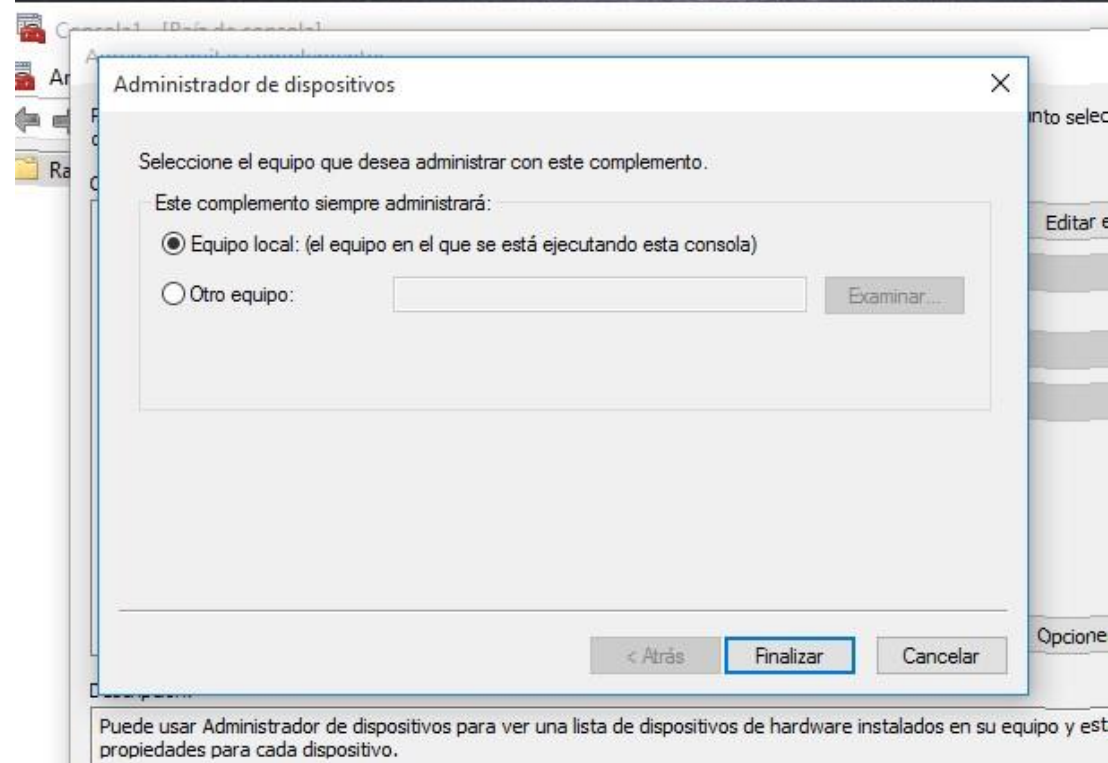 Administrador de dispositivos
Seleccione el equipo que desea administrar con este complemento.
Este complemento siempre administrará:
Equipo local: (el equipo en el que se está ejecutando esta consola)
Otro equipo:
Examinar...
< Atrás
Finalizar
Cancelar
Ar
Ra
nto selec
Editar e
Opcione
Puede usar Administrador de dispositivos para ver una lista de dispositivos de hardware instalados en su equipo y est
propiedades para cada dispositivo.